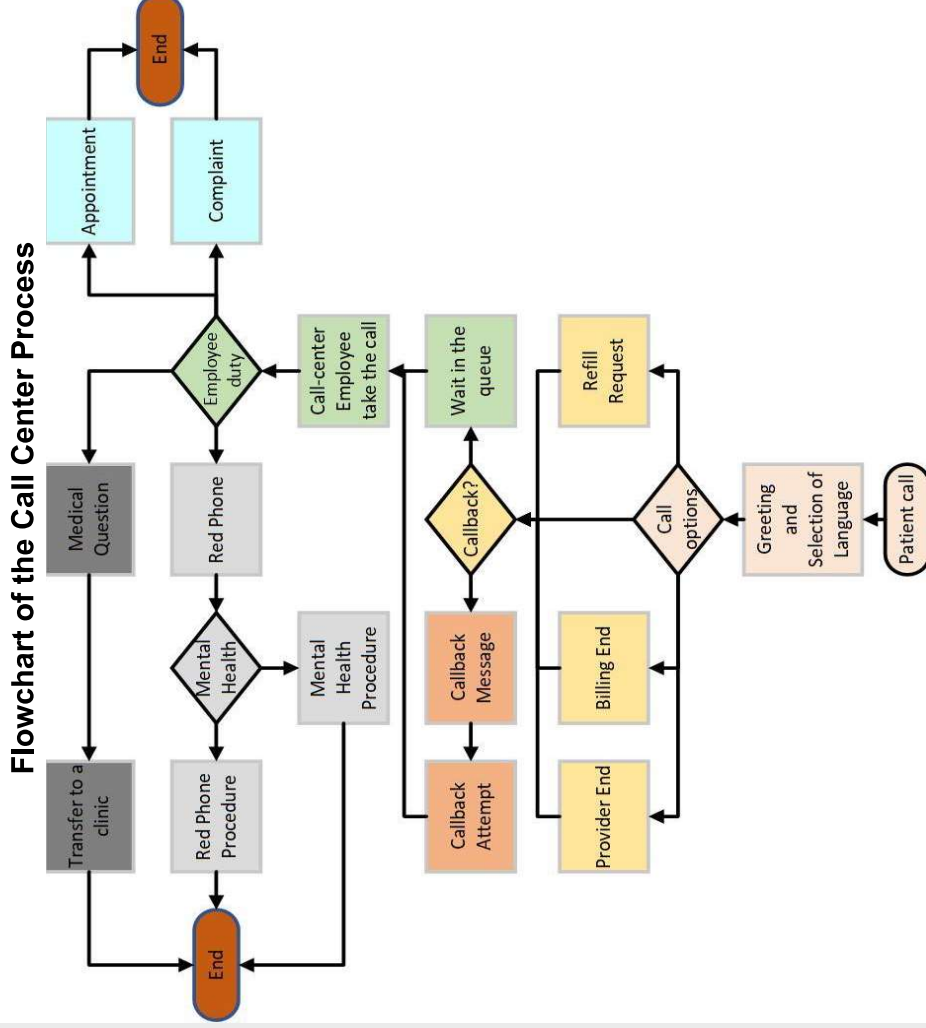 Flowchart of the Call Center Process
Patient call
Greeting
and
Selection of
Language
Call
options
Provider End
Billing End
Refill
Request
Callback?
Callback
Message
Callback
Attempt
Wait in the
queue
Call-center
Employee
take the call
Employee
duty
Appointment
Complaint
End
Medical
Question
Transfer to a
clinic
Red Phone
Mental
Health
Mental
Health
Procedure
Red Phone
Procedure
End